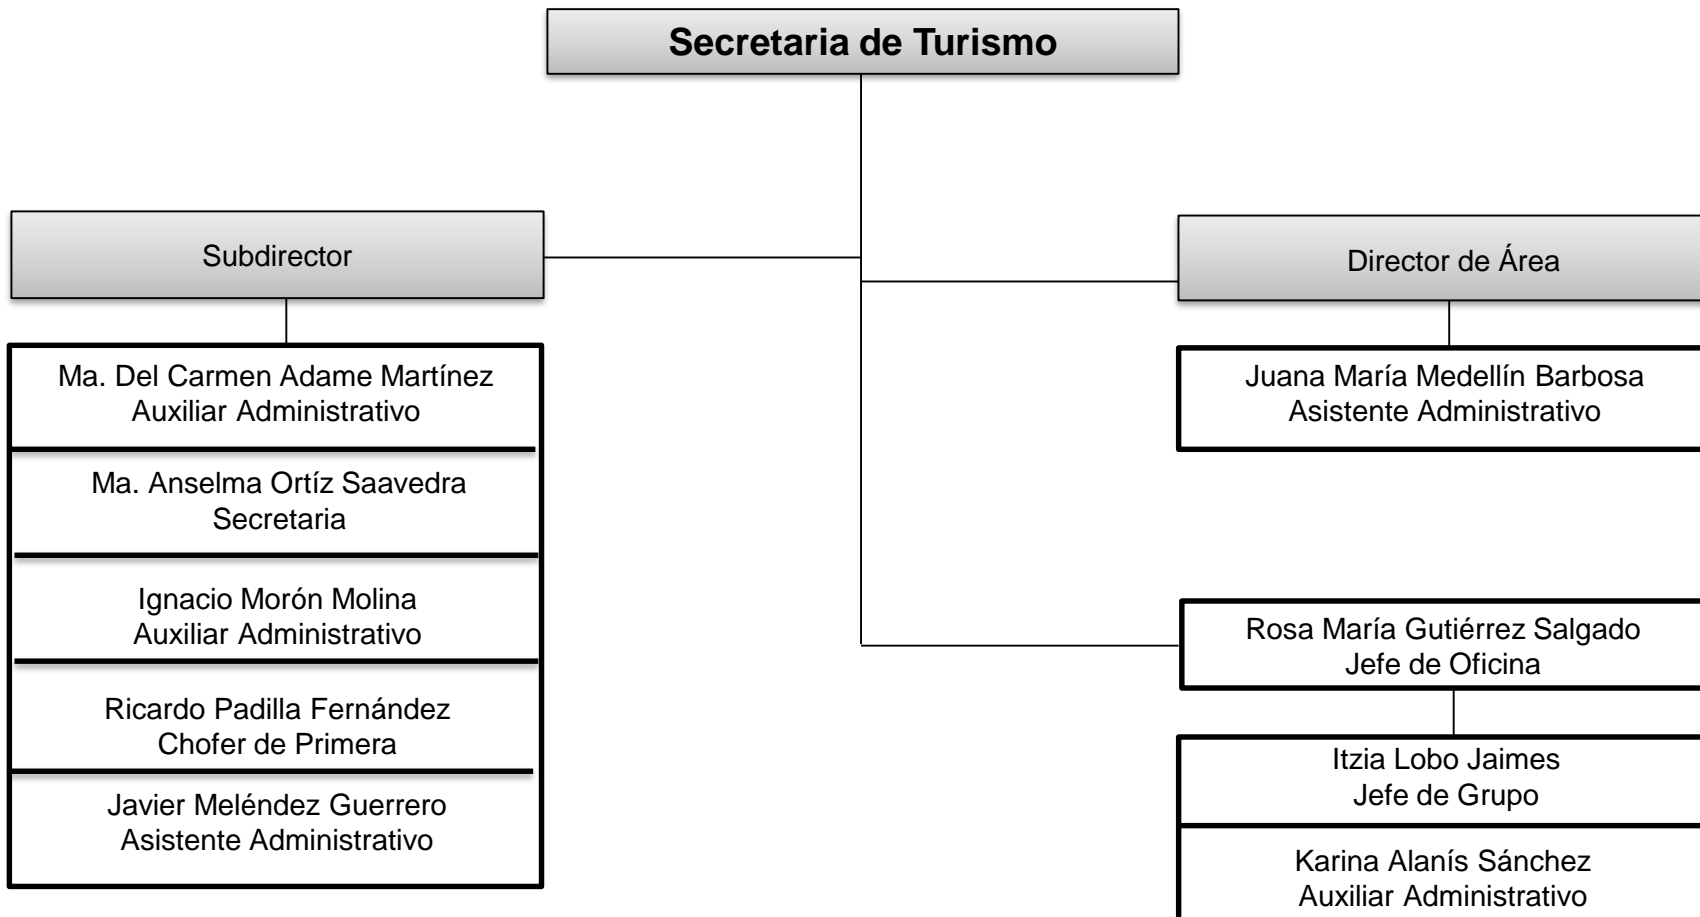 Secretaria de Turismo
Subdirector
Director de Área
Ma. Del Carmen Adame Martínez
Auxiliar Administrativo
Ma. Anselma Ortíz Saavedra
Secretaria
Ignacio Morón Molina
Auxiliar Administrativo
Ricardo Padilla Fernández
Chofer de Primera
Javier Meléndez Guerrero
Asistente Administrativo
Juana María Medellín Barbosa
Asistente Administrativo
Rosa María Gutiérrez Salgado
Jefe de Oficina
Itzia Lobo Jaimes
Jefe de Grupo
Karina Alanís Sánchez
Auxiliar Administrativo